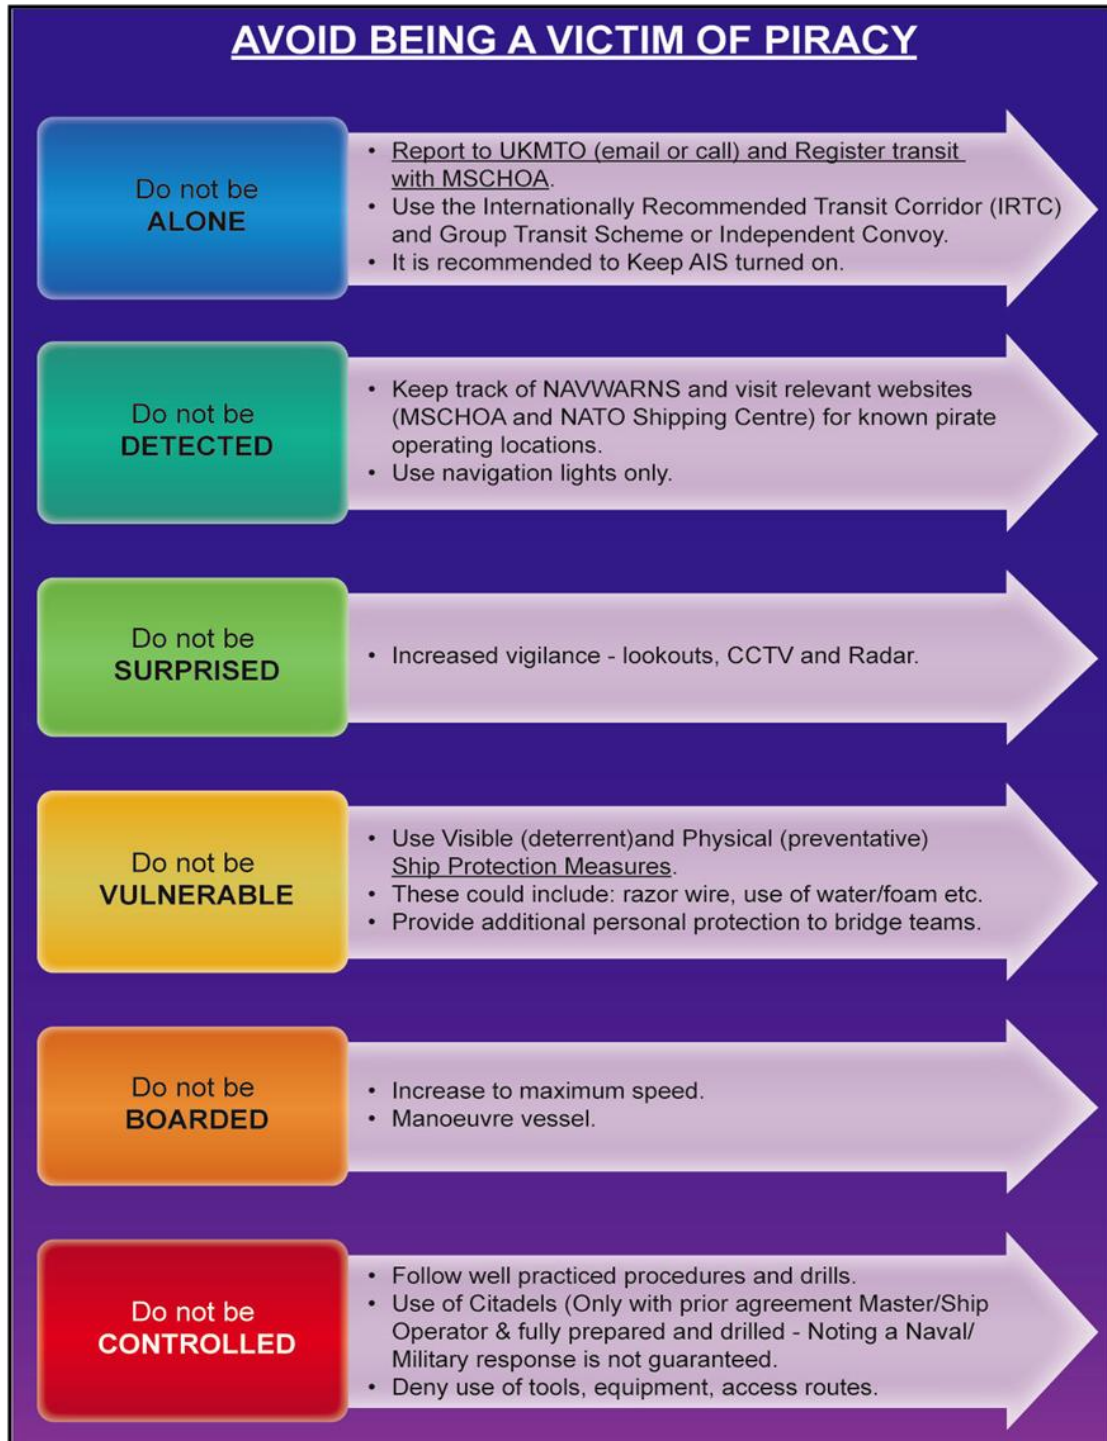 AVOID BEING A VICTIM OF PIRACY
Do not be
ALONE
• Report to UKMTO (email or call) and Register transit
with MSCHOA.
• Use the Internationally Recommended Transit Corridor (IRTC)
and Group Transit Scheme or Independent Convoy.
• It is recommended to Keep AIS turned on.
Do not be
DETECTED
• Keep track of NAVWARNS and visit relevant websites
(MSCHOA and NATO Shipping Centre) for known pirate
operating locations.
• Use navigation lights only.
Do not be
SURPRISED
• Increased vigilance - lookouts, CCTV and Radar.
Do not be
VULNERABLE
• Use Visible (deterrent)and Physical (preventative)
Ship Protection Measures.
• These could include: razor wire, use of water/foam etc.
• Provide additional personal protection to bridge teams.
Do not be
BOARDED
• Increase to maximum speed.
• Manoeuvre vessel.
Do not be
CONTROLLED
• Follow well practiced procedures and drills.
• Use of Citadels (Only with prior agreement Master/Ship
Operator & fully prepared and drilled - Noting a Naval/
Military response is not guaranteed.
• Deny use of tools, equipment, access routes.